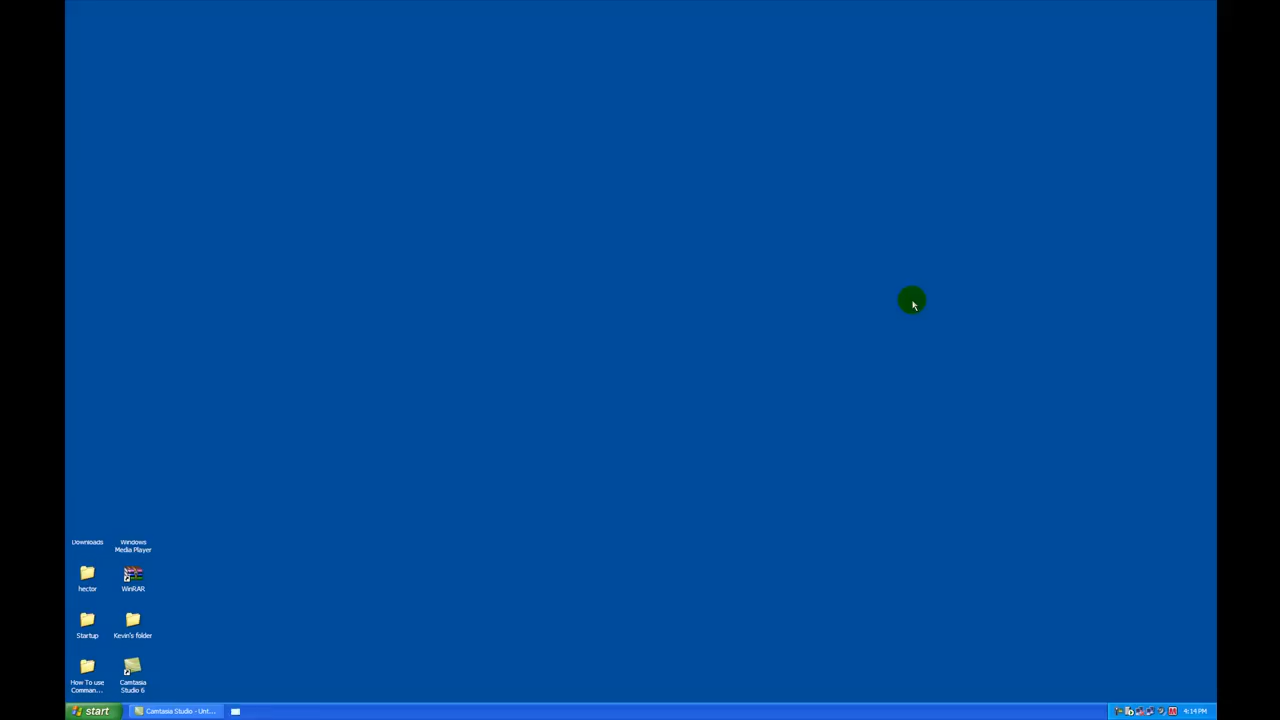 Downloads
Windows
Media Player
hector
WinRAR
Startup
Kevin's folder
How To use
Comman...
Camtasia
Studio 6
start
Camtasia Studio - Unt...
4:14 PM